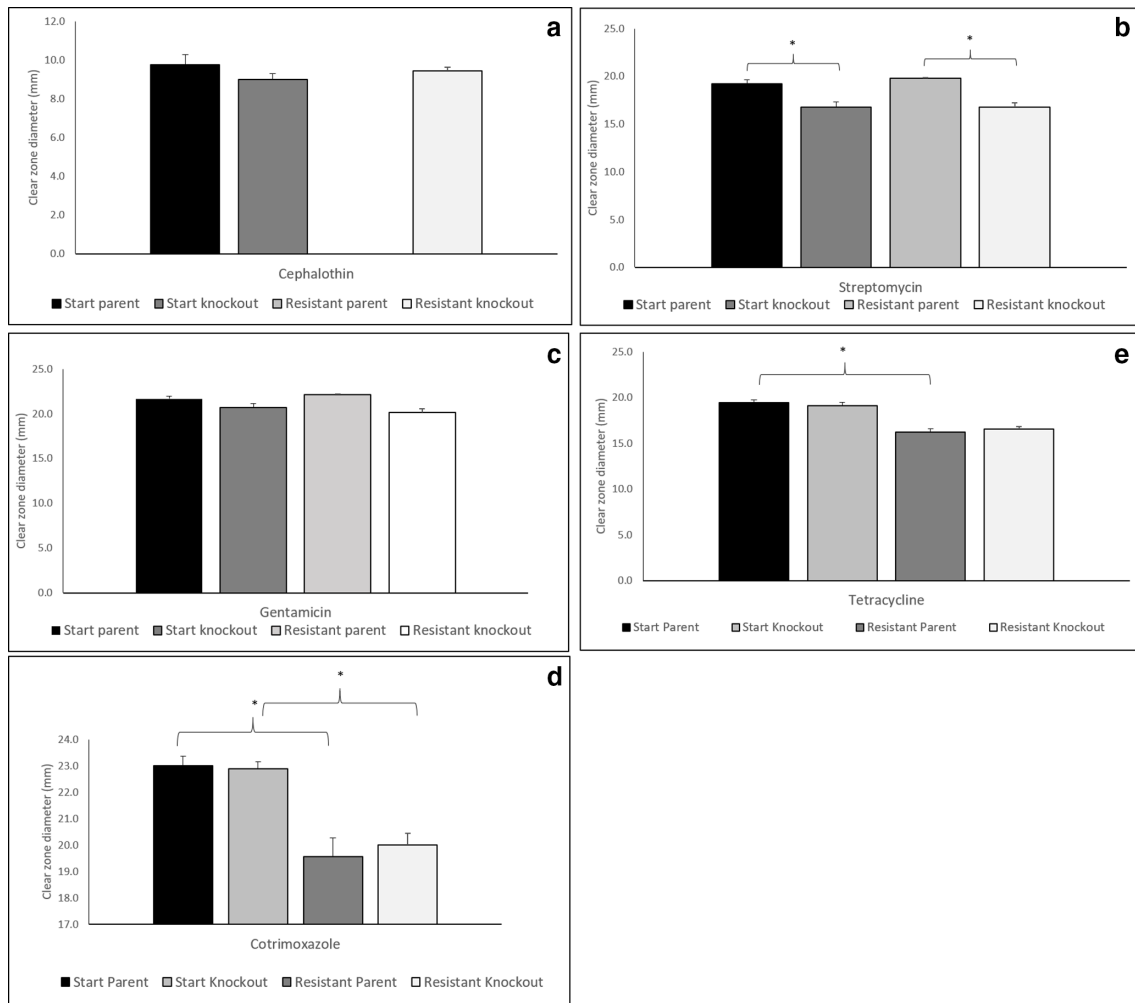 a
12.0
10.0
8.0
6.0
4.0
2.0
0.0
Clear zone diameter (mm)
Cephalothin
Start parent Start knockout Resistant parent Resistant knockout
b
25.0
20.0
15.0
10.0
5.0
0.0
Clear zone diameter (mm)
* *
Streptomycin
Start parent Start knockout Resistant parent Resistant knockout
c
25.0
20.0
15.0
10.0
5.0
0.0
Clear zone diameter (mm)
Gentamicin
Start parent Start knockout Resistant parent Resistant knockout
e
25.0
20.0
15.0
10.0
5.0
0.0
Clear zone diameter (mm)
*
Tetracycline
Start Parent Start Knockout Resistant Parent Resistant Knockout
d
*
*
24.0
23.0
22.0
21.0
20.0
19.0
18.0
17.0
Clear zone diameter (mm)
Cotrimoxazole
Start Parent Start Knockout Resistant Parent Resistant Knockout